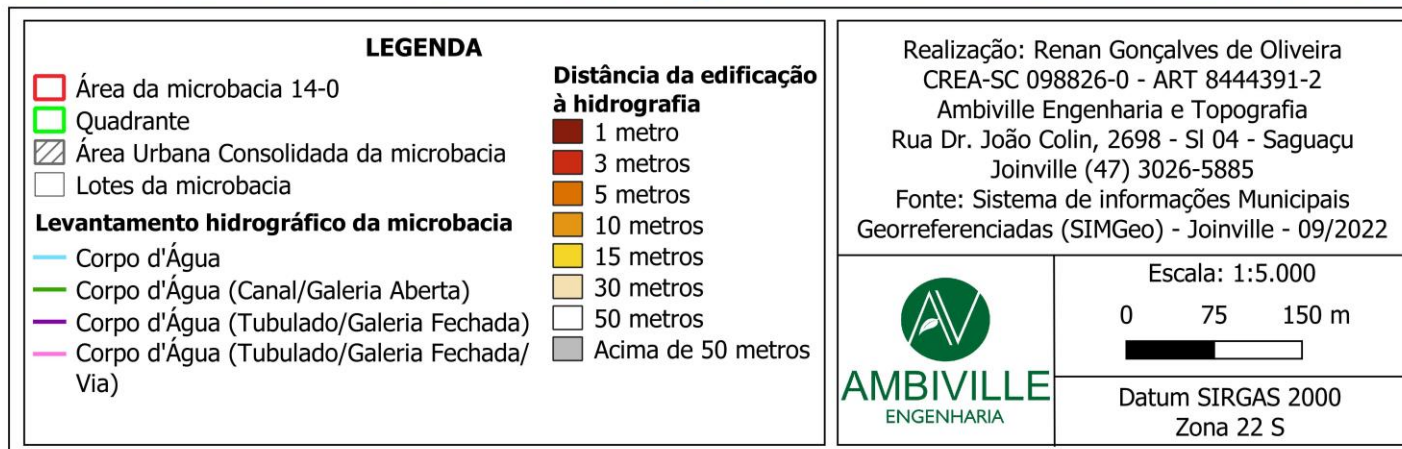 LEGENDA
Área da microbacia 14-0
Quadrante
Área Urbana Consolidada da microbacia
Lotes da microbacia
Levantamento hidrográfico da microbacia
Corpo d'Água
Corpo d'Água (Canal/Galeria Aberta)
Corpo d'Água (Tubulado/Galeria Fechada)
Corpo d'Água (Tubulado/Galeria Fechada/
Via)
Distância da edificação
à hidrografia
1 metro
3 metros
5 metros
10 metros
15 metros
30 metros
50 metros
Acima de 50 metros
Realização: Renan Gonçalves de Oliveira
CREA-SC 098826-0 - ART 8444391-2
Ambiville Engenharia e Topografia
Rua Dr. João Colin, 2698 - Sl 04 - Saguaçu
Joinville (47) 3026-5885
Fonte: Sistema de informações Municipais
Georreferenciadas (SIMGeo) - Joinville - 09/2022
AMBIVILLE
ENGENHARIA
Escala: 1:5.000
0 75 150 m
Datum SIRGAS 2000
Zona 22 S